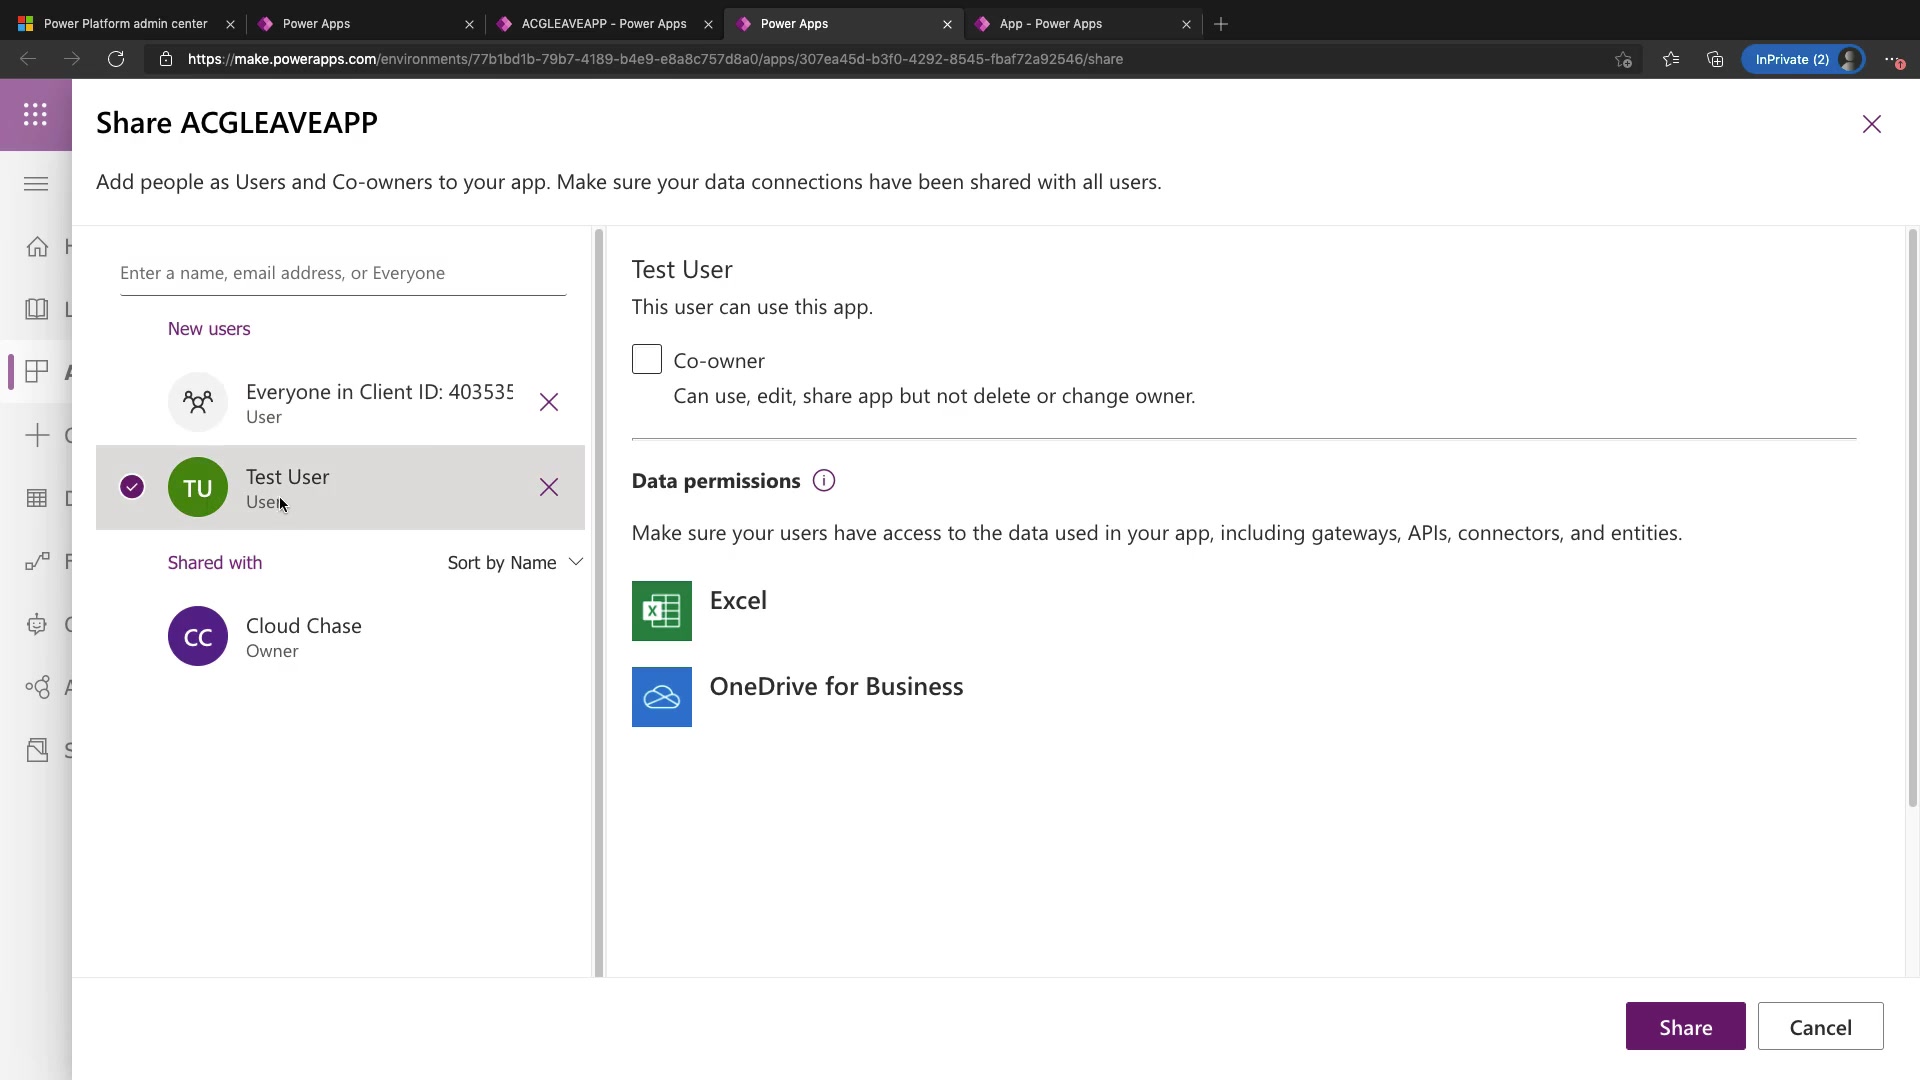 Power Platform admin center
Power Apps
ACGLEAVEAPP - Power Apps
Power Apps
App - Power Apps
https://make.powerapps.com/environments/77b1bd1b-79b7-4189-b4e9-e8a8c757d8a0/apps/307ea45d-b3f0-4292-8545-fbaf72a92546/share
InPrivate (2)
Share ACGLEAVEAPP
Add people as Users and Co-owners to your app. Make sure your data connections have been shared with all users.
Enter a name, email address, or Everyone
New users
Everyone in Client ID: 403535
User
TU
Test User
User
Shared with
Sort by Name
CC
Cloud Chase
Owner
Test User
This user can use this app.
Co-owner
Can use, edit, share app but not delete or change owner.
Data permissions
Make sure your users have access to the data used in your app, including gateways, APIs, connectors, and entities.
Excel
OneDrive for Business
Share
Cancel